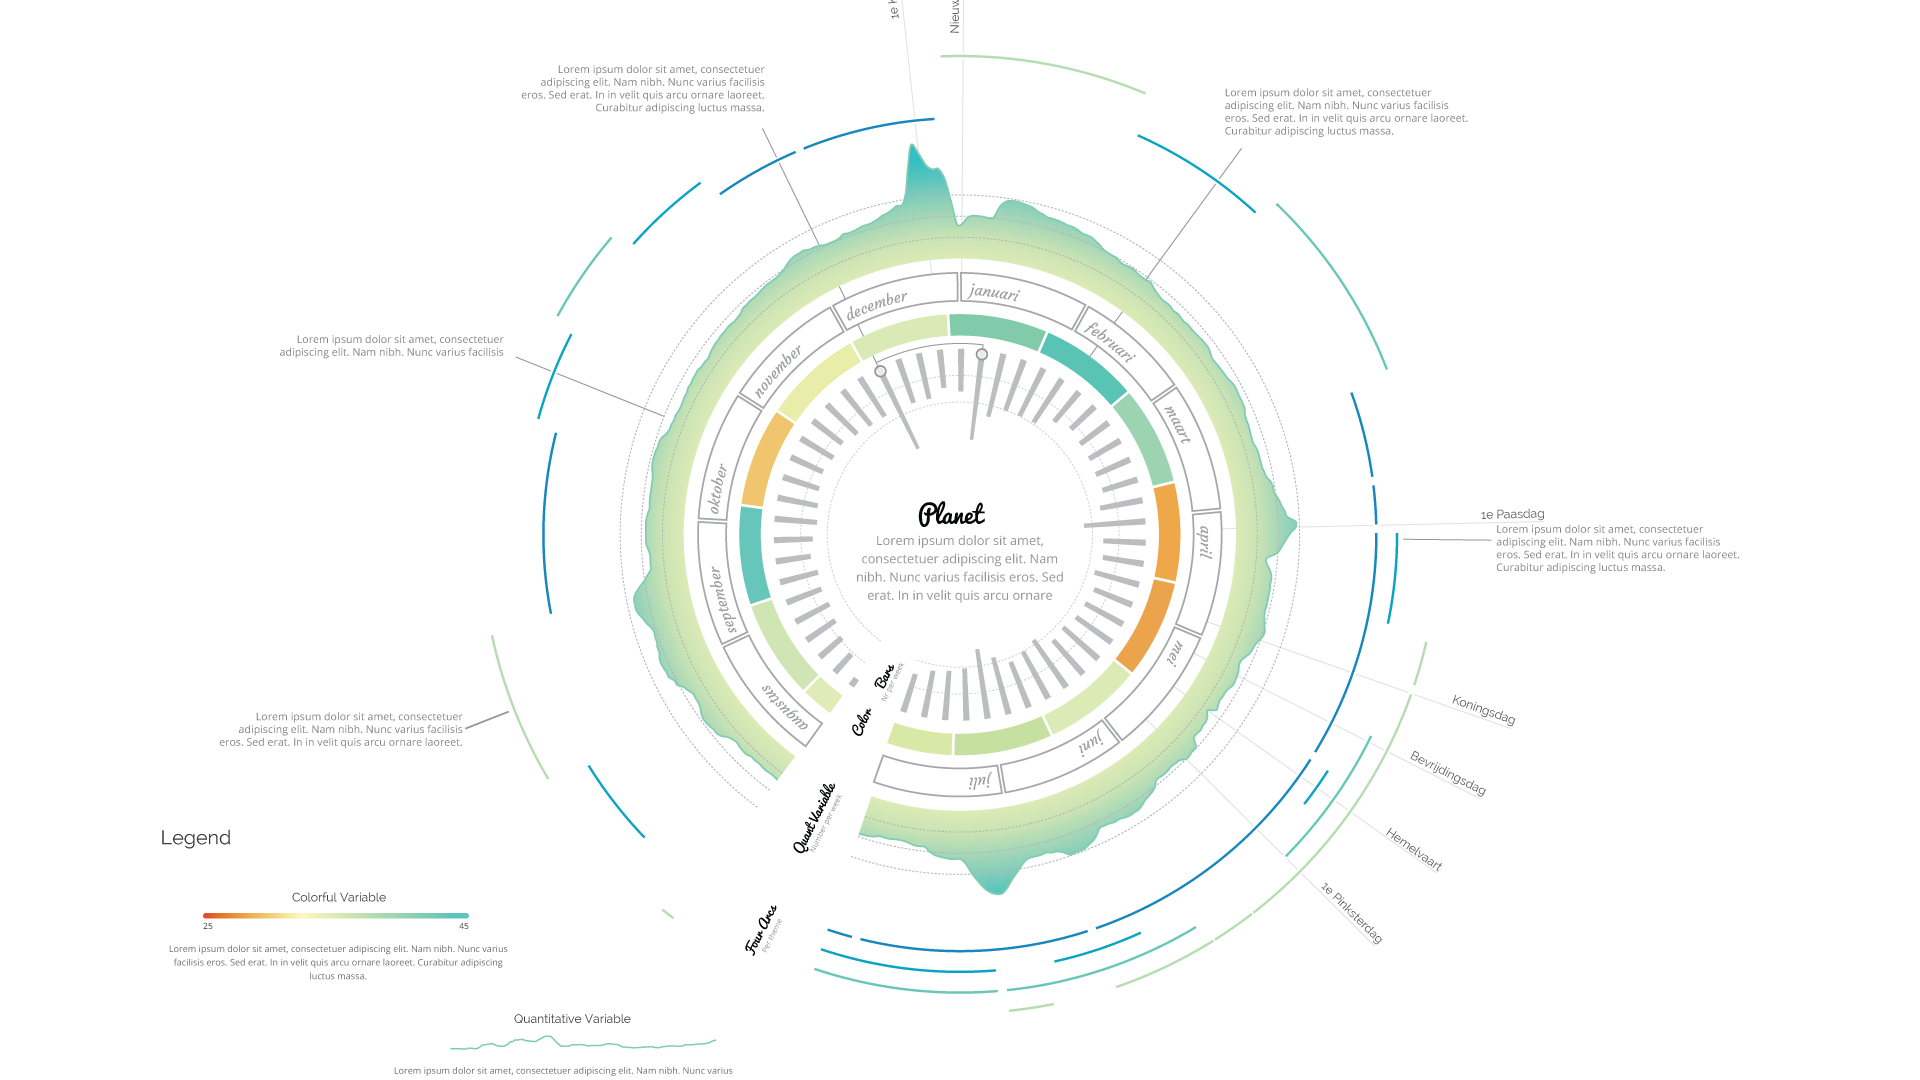 Lorem ipsum dolor sit amet, consectetuer
adipiscing elit. Nam nibh. Nunc varius facilisis
eros. Sed erat. In in velit quis arcu ornare laoreet.
Curabitur adipiscing luctus massa.
Lorem ipsum dolor sit amet, consectetuer
adipiscing elit. Nam nibh. Nunc varius facilisis
eros. Sed erat. In in velit quis arcu ornare laoreet.
Curabitur adipiscing luctus massa.
Lorem ipsum dolor sit amet, consectetuer
adipiscing elit. Nam nibh. Nunc varius facilisis
1e Paasdag
Lorem ipsum dolor sit amet, consectetuer
adipiscing elit. Nam nibh. Nunc varius facilisis
eros. Sed erat. In in velit quis arcu ornare laoreet.
Curabitur adipiscing luctus massa.
Koningsdag
Bevrijdingsdag
Hemelvaart
1e Pinksterdag
januari
februari
maart
april
mei
juni
juli
augustus
september
oktober
november
december
Planet
Lorem ipsum dolor sit amet,
consectetuer adipiscing elit. Nam
nibh. Nunc varius facilisis eros. Sed
erat. In in velit quis arcu ornare
Bars
Nr per week
Color
Quant Variable
Number per week
Four Arcs
Per theme
Lorem ipsum dolor sit amet, consectetuer
adipiscing elit. Nam nibh. Nunc varius facilisis
eros. Sed erat. In in velit quis arcu ornare laoreet.
Legend
Colorful Variable
25
45
Lorem ipsum dolor sit amet, consectetuer adipiscing elit. Nam nibh. Nunc varius
facilisis eros. Sed erat. In in velit quis arcu ornare laoreet. Curabitur adipiscing
luctus massa.
Quantitative Variable
Lorem ipsum dolor sit amet, consectetuer adipiscing elit. Nam nibh. Nunc varius